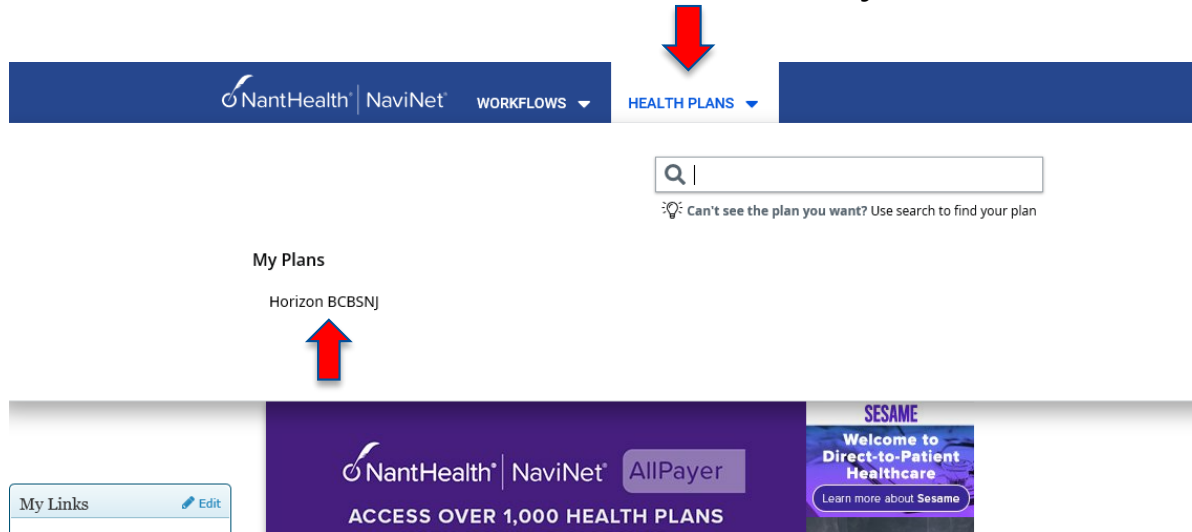 NantHealth® | NaviNet® WORKFLOWS HEALTH PLANS
Can't see the plan you want? Use search to find your plan
My Plans
Horizon BCBSNJ
SESAME
Welcome to
Direct-to-Patient
Healthcare
Learn more about Sesame
NantHealth® | NaviNet® AllPayer
ACCESS OVER 1,000 HEALTH PLANS
My Links Edit